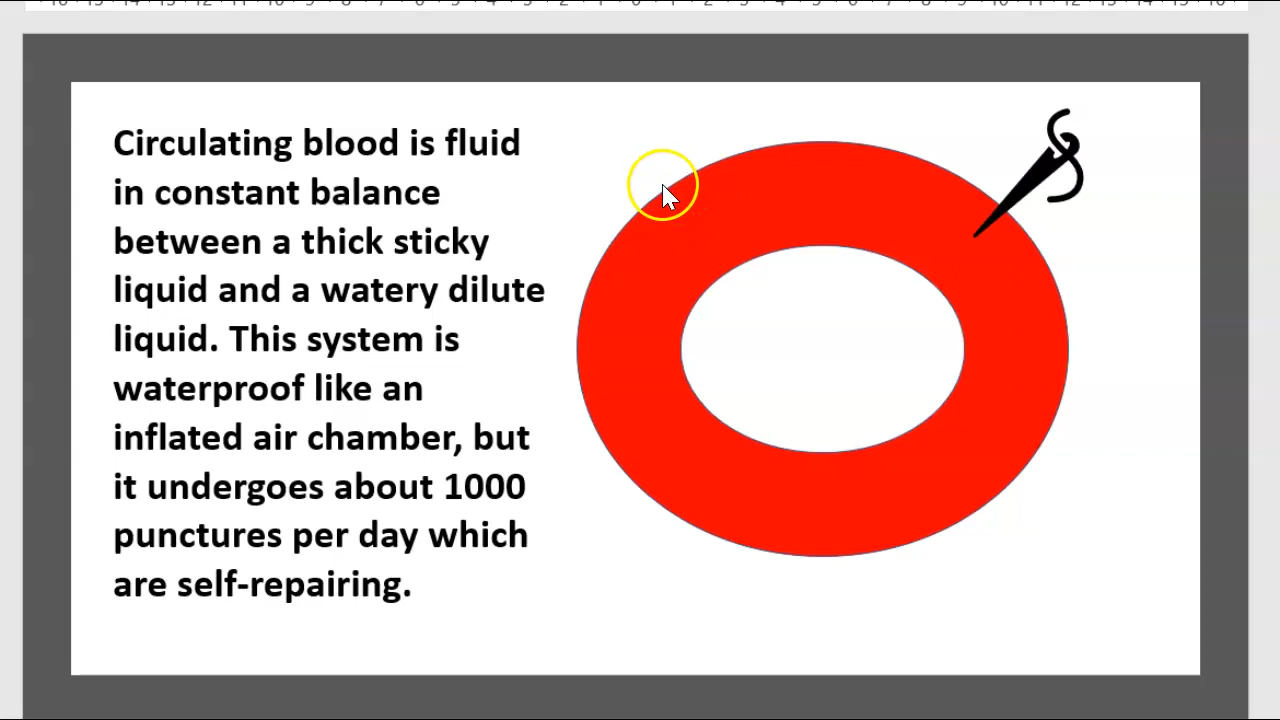 Circulating blood is fluid
in constant balance
between a thick sticky
liquid and a watery dilute
liquid. This system is
waterproof like an
inflated air chamber, but
it undergoes about 1000
punctures per day which
are self-repairing.